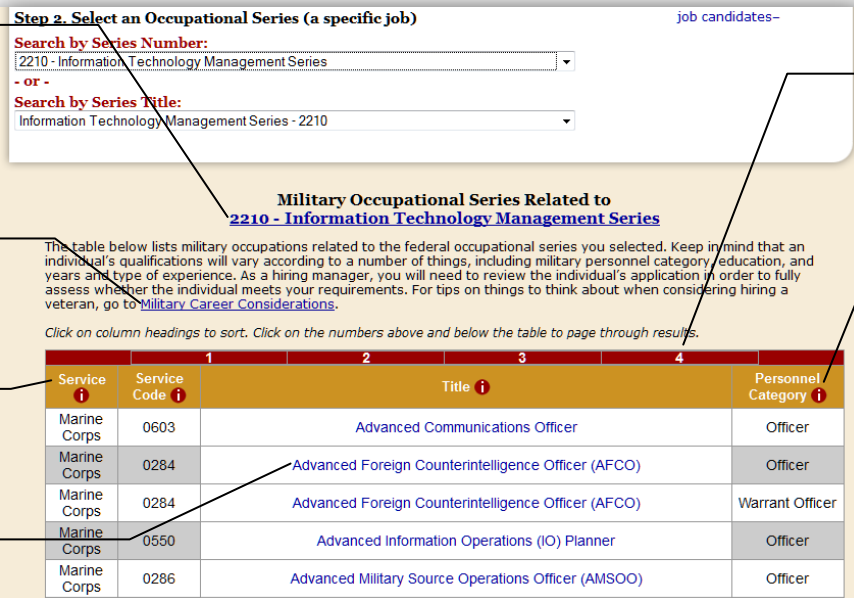 Step 2. Select an Occupational Series (a specific job)
job candidates–
Search by Series Number:
2210 - Information Technology Management Series
- or -
Search by Series Title:
Information Technology Management Series - 2210
Military Occupational Series Related to
2210 - Information Technology Management Series
The table below lists military occupations related to the federal occupational series you selected. Keep in mind that an
individual's qualifications will vary according to a number of things, including military personnel category, education, and
years and type of experience. As a hiring manager, you will need to review the individual's application in order to fully
assess whether the individual meets your requirements. For tips on things to think about when considering hiring a
veteran, go to Military Career Considerations.
Click on column headings to sort. Click on the numbers above and below the table to page through results.
1 2 3 4
Service i Service Code i Title i Personnel Category i
Marine Corps 0603 Advanced Communications Officer Officer
Marine Corps 0284 Advanced Foreign Counterintelligence Officer (AFCO) Officer
Marine Corps 0284 Advanced Foreign Counterintelligence Officer (AFCO) Warrant Officer
Marine Corps 0550 Advanced Information Operations (IO) Planner Officer
Marine Corps 0286 Advanced Military Source Operations Officer (AMSOO) Officer